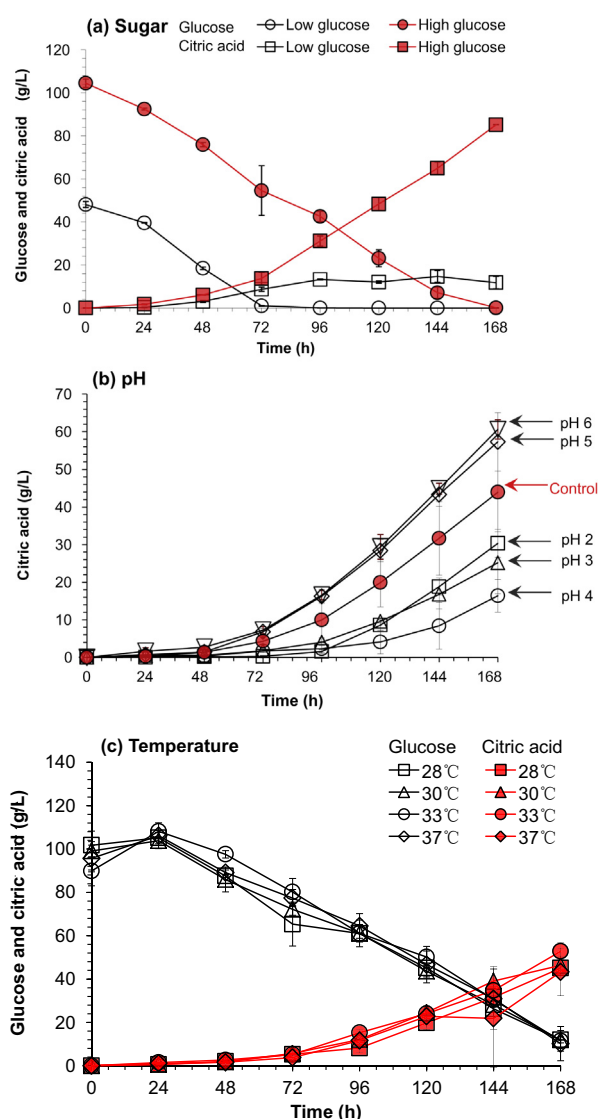 (a) Sugar
Glucose Low glucose High glucose
Citric acid Low glucose High glucose
Glucose and citric acid (g/L)
120
100
80
60
40
20
0
0 24 48 72 96 120 144 168
Time (h)
(b) pH
Citric acid (g/L)
70
60
50
40
30
20
10
0
pH 6
pH 5
Control
pH 2
pH 3
pH 4
0 24 48 72 96 120 144 168
Time (h)
(c) Temperature
Glucose Citric acid
28℃ 28℃
30℃ 30℃
33℃ 33℃
37℃ 37℃
Glucose and citric acid (g/L)
140
120
100
80
60
40
20
0
0 24 48 72 96 120 144 168
Time (h)